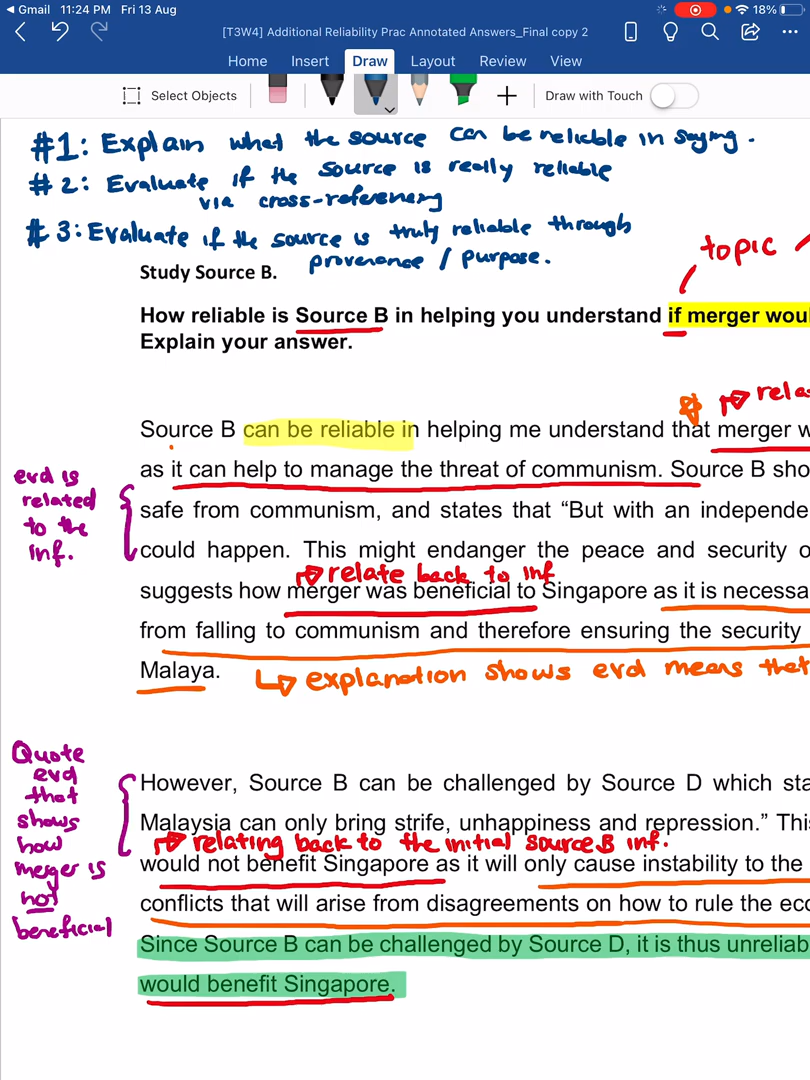 Gmail 11:24 PM Fri 13 Aug 18%
[T3W4] Additional Reliability Prac Annotated Answers_Final copy 2
Home Insert Draw Layout Review View
Select Objects Draw with Touch
#1: Explain what the source can be reliable in saying.
#2: Evaluate if the source is really reliable
via cross-referencing
#3: Evaluate if the source is truly reliable through
provenance / purpose.
topic
Study Source B.
How reliable is Source B in helping you understand if merger wou
Explain your answer.
rela
Source B can be reliable in helping me understand that merger w
as it can help to manage the threat of communism. Source B sho
evd is
related
to the
inf.
safe from communism, and states that “But with an independe
could happen. This might endanger the peace and security o
relate back to inf
suggests how merger was beneficial to Singapore as it is necessa
from falling to communism and therefore ensuring the security
Malaya.
explanation shows evd means that
Quote
evd
that
shows
how
merger is
not
beneficial
However, Source B can be challenged by Source D which sta
Malaysia can only bring strife, unhappiness and repression.” This
relating back to the initial Source B inf.
would not benefit Singapore as it will only cause instability to the
conflicts that will arise from disagreements on how to rule the eco
Since Source B can be challenged by Source D, it is thus unreliab
would benefit Singapore.